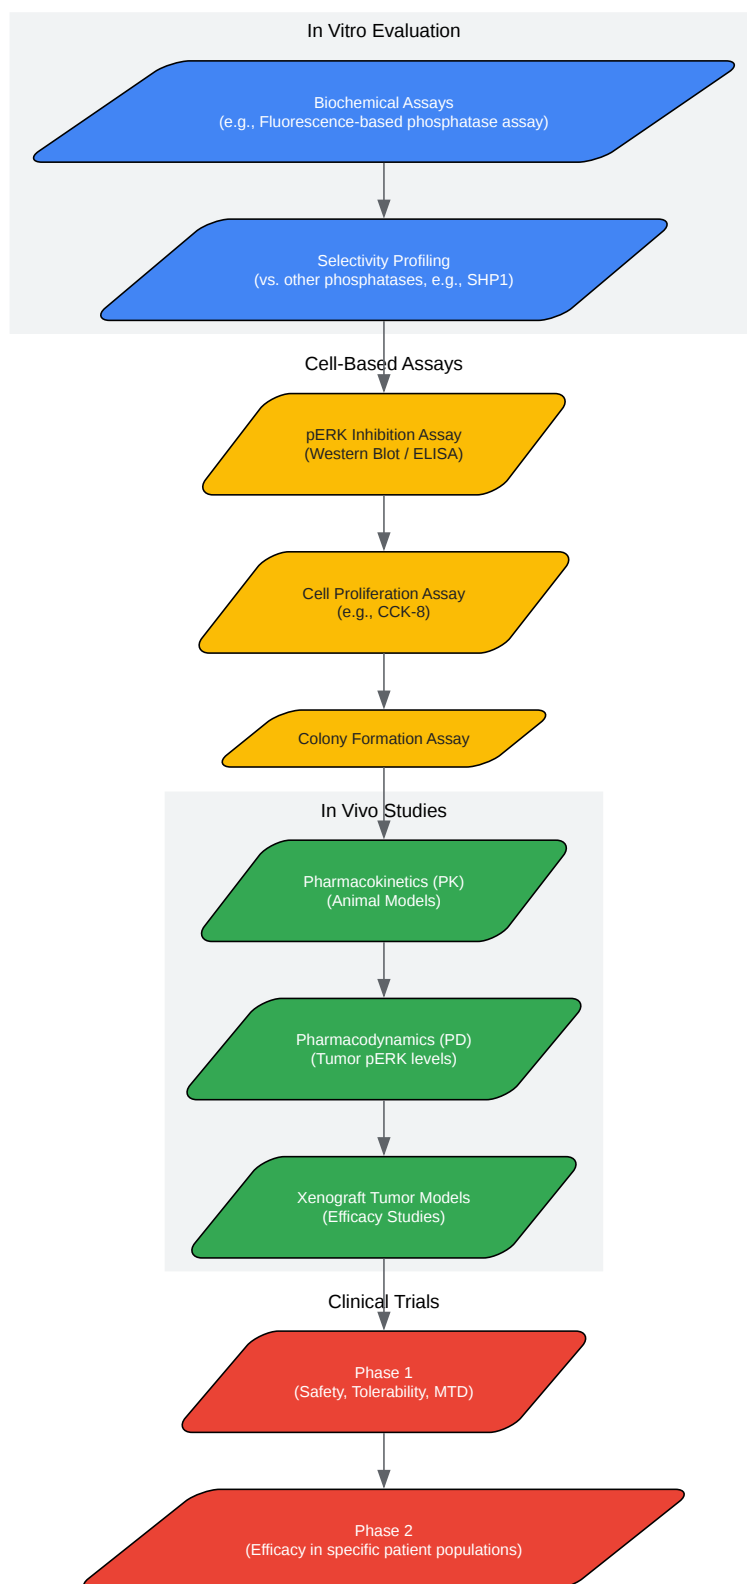 In Vitro Evaluation
Biochemical Assays
(e.g., Fluorescence-based phosphatase assay)
Selectivity Profiling
(vs. other phosphatases, e.g., SHP1)
Cell-Based Assays
pERK Inhibition Assay
(Western Blot / ELISA)
Cell Proliferation Assay
(e.g., CCK-8)
Colony Formation Assay
In Vivo Studies
Pharmacokinetics (PK)
(Animal Models)
Pharmacodynamics (PD)
(Tumor pERK levels)
Xenograft Tumor Models
(Efficacy Studies)
Clinical Trials
Phase 1
(Safety, Tolerability, MTD)
Phase 2
(Efficacy in specific patient populations)